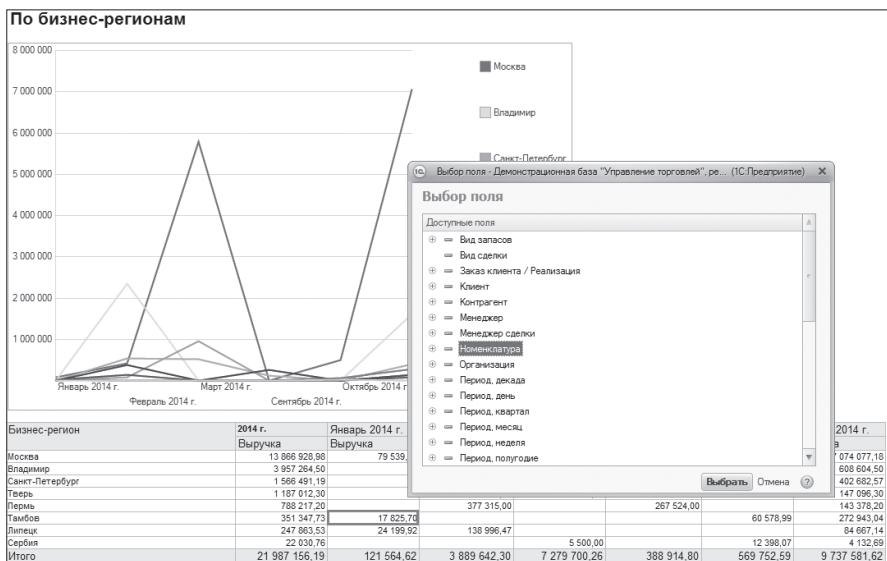 По бизнес-регионам
8 000 000
7 000 000
6 000 000
5 000 000
4 000 000
3 000 000
2 000 000
1 000 000
Январь 2014 г.
Март 2014 г.
Октябрь 2014 г
Февраль 2014 г.
Сентябрь 2014 г.
Москва
Владимир
Санкт-Петербург
Выбор поля - Демонстрационная база "Управление торговлей", ре... (1С:Предприятие)
Выбор поля
Доступные поля
Вид запасов
Вид сделки
Заказ клиента / Реализация
Клиент
Контрагент
Менеджер
Менеджер сделки
Номенклатура
Организация
Период, декада
Период, день
Период, квартал
Период, месяц
Период, неделя
Период, полугодие
Выбрать Отмена ?
Бизнес-регион 2014 г. Январь 2014 г. 2014 г.
Выручка Выручка а
Москва 13 866 928,98 79 539, 7 074 077,18
Владимир 3 957 264,50 608 604,50
Санкт-Петербург 1 566 491,19 402 682,57
Тверь 1 187 012,30 147 096,30
Пермь 788 217,20 377 315,00 267 524,00 143 378,20
Тамбов 351 347,73 17 825,70 60 578,99 272 943,04
Липецк 247 863,53 24 199,92 138 996,47 84 667,14
Сербия 22 030,76 5 500,00 12 398,07 4 132,69
Итого 21 987 156,19 121 564,62 3 889 642,30 7 279 700,26 388 914,80 569 752,59 9 737 581,62